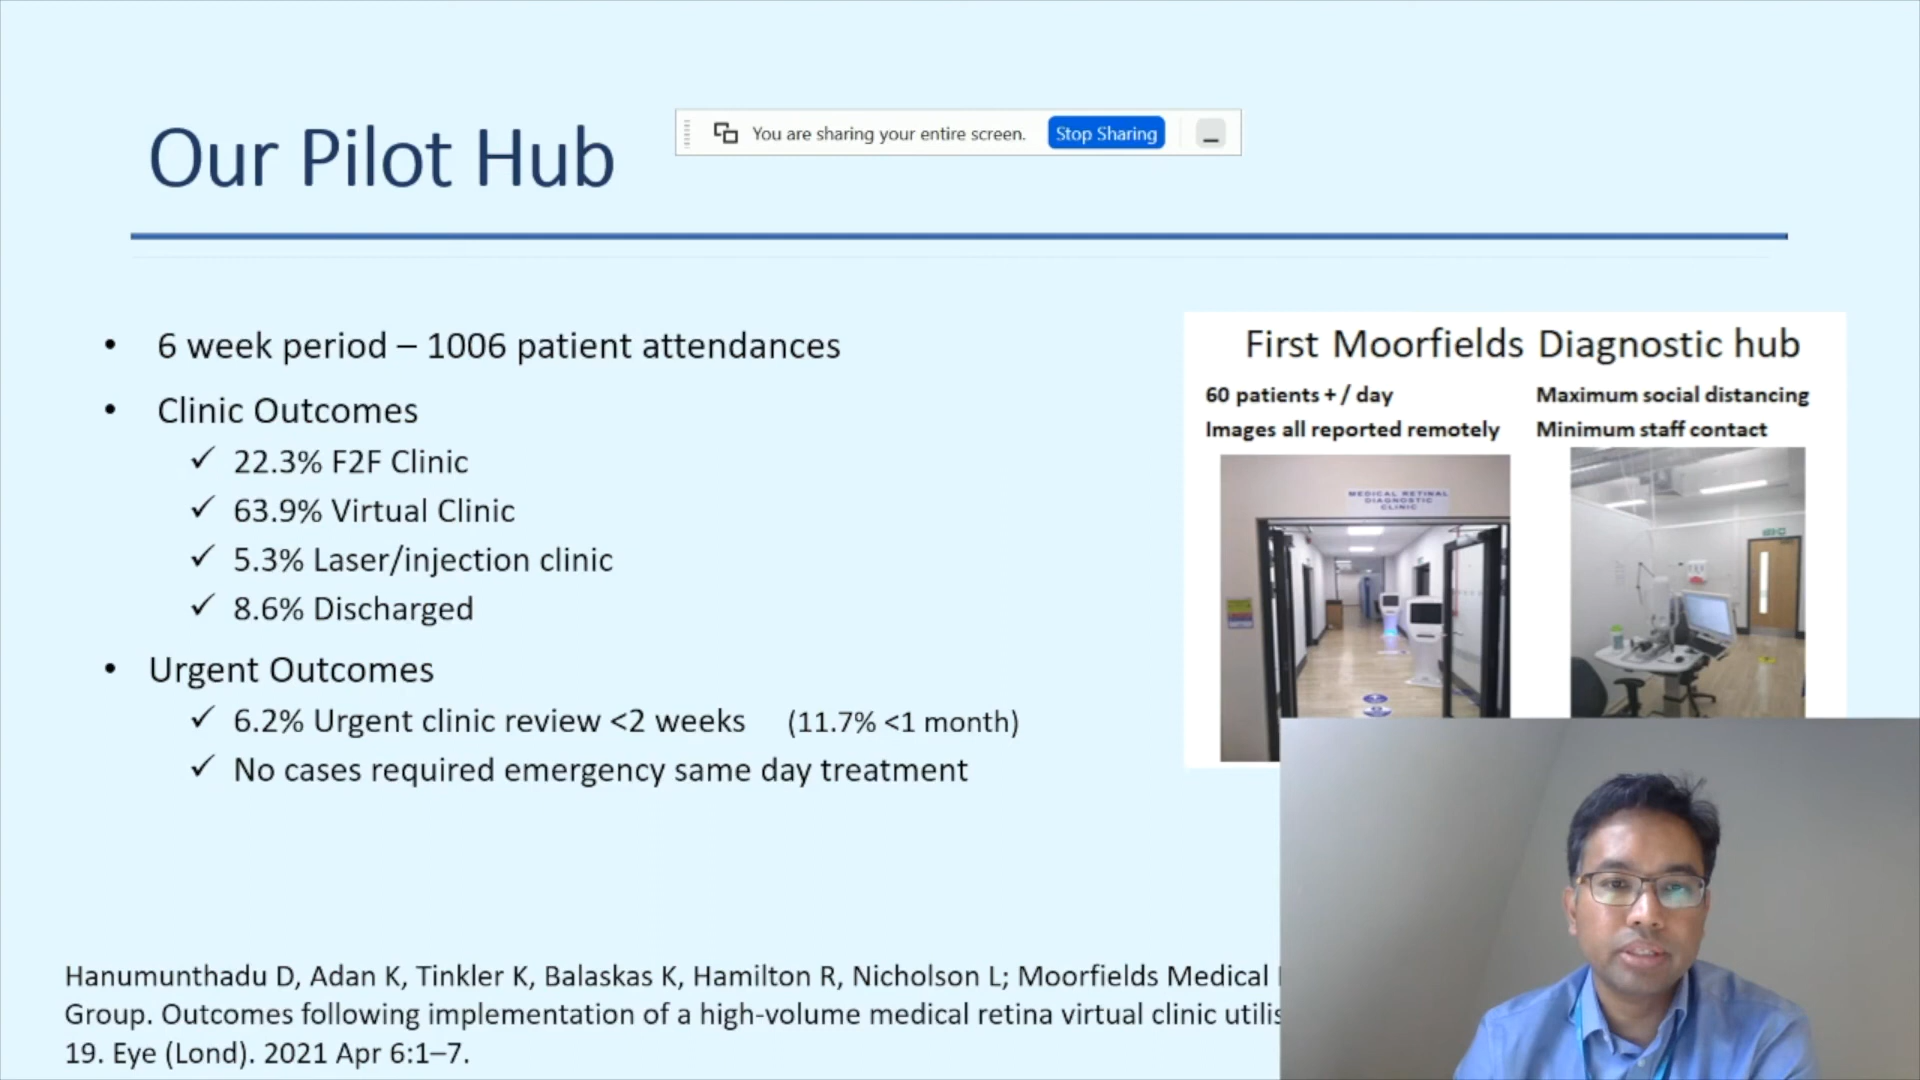 Our Pilot Hub
You are sharing your entire screen. Stop Sharing
• 6 week period – 1006 patient attendances
• Clinic Outcomes
✓ 22.3% F2F Clinic
✓ 63.9% Virtual Clinic
✓ 5.3% Laser/injection clinic
✓ 8.6% Discharged
• Urgent Outcomes
✓ 6.2% Urgent clinic review <2 weeks (11.7% <1 month)
✓ No cases required emergency same day treatment
First Moorfields Diagnostic hub
60 patients + / day
Images all reported remotely
Maximum social distancing
Minimum staff contact
MEDICAL RETINAL
DIAGNOSTIC
CLINIC
Hanumunthadu D, Adan K, Tinkler K, Balaskas K, Hamilton R, Nicholson L; Moorfields Medical
Group. Outcomes following implementation of a high-volume medical retina virtual clinic utilis
19. Eye (Lond). 2021 Apr 6:1–7.